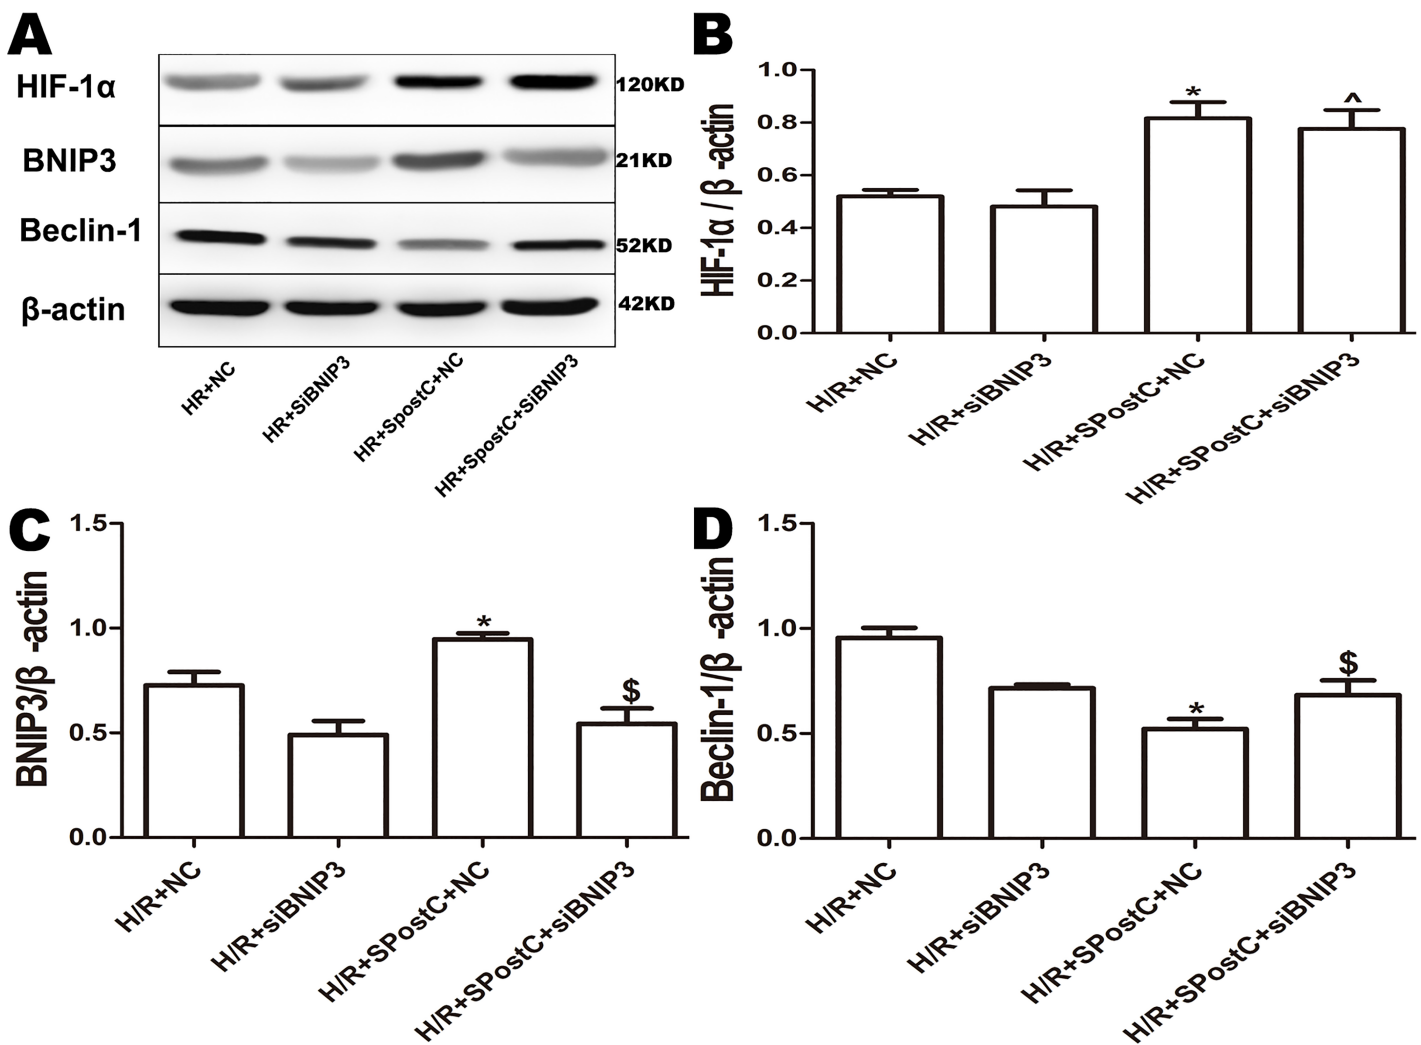 A
HIF-1α
120KD
BNIP3
21KD
Beclin-1
52KD
β-actin
42KD
HR+NC
HR+SiBNIP3
HR+SpostC+NC
HR+SpostC+SiBNIP3
B
HIF-1α / β -actin
1.0
0.8
0.6
0.4
0.2
0.0
*
^
H/R+NC
H/R+siBNIP3
H/R+SPostC+NC
H/R+SPostC+siBNIP3
C
BNIP3/β -actin
1.5
1.0
0.5
0.0
*
$
H/R+NC
H/R+siBNIP3
H/R+SPostC+NC
H/R+SPostC+siBNIP3
D
Beclin-1/β -actin
1.5
1.0
0.5
0.0
*
$
H/R+NC
H/R+siBNIP3
H/R+SPostC+NC
H/R+SPostC+siBNIP3